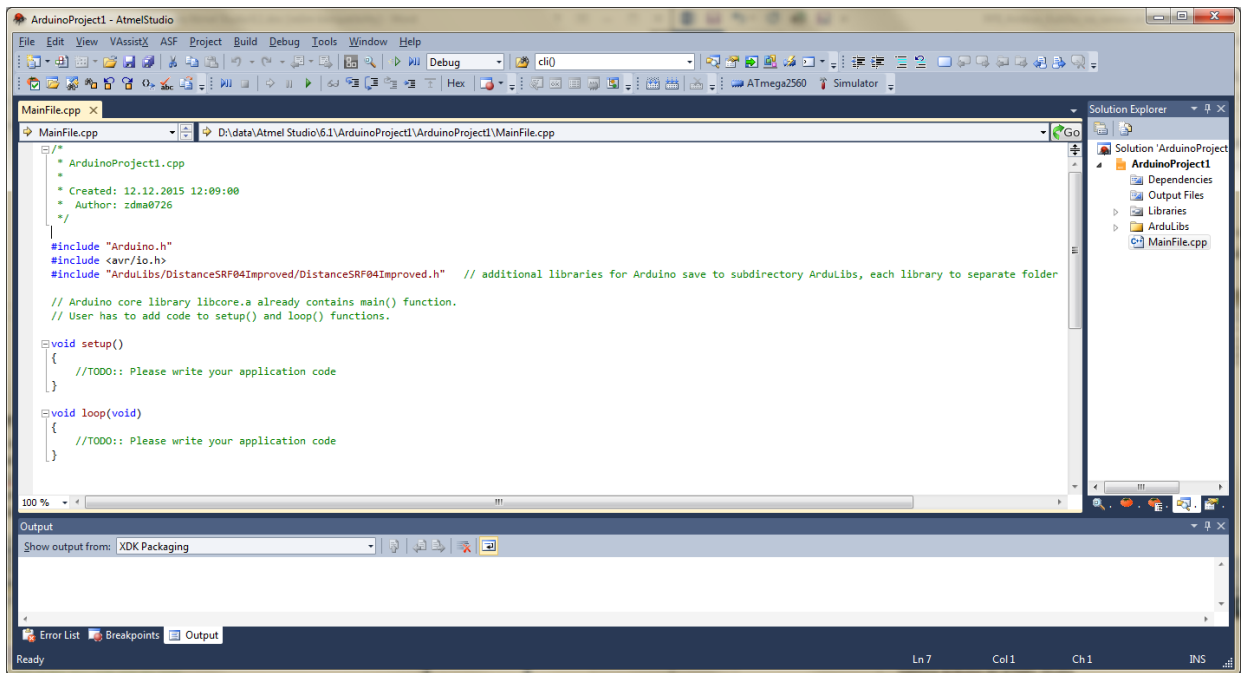 ArduinoProject1 - AtmelStudio
File Edit View VAssistX ASF Project Build Debug Tools Window Help
Debug cli()
Hex ATmega2560 Simulator
MainFile.cpp
MainFile.cpp D:\data\Atmel Studio\6.1\ArduinoProject1\ArduinoProject1\MainFile.cpp Go
/*
* ArduinoProject1.cpp
*
* Created: 12.12.2015 12:09:00
* Author: zdma0726
*/
#include "Arduino.h"
#include <avr/io.h>
#include "ArduLibs/DistanceSRF04Improved/DistanceSRF04Improved.h" // additional libraries for Arduino save to subdirectory ArduLibs, each library to separate folder
// Arduino core library libcore.a already contains main() function.
// User has to add code to setup() and loop() functions.
void setup()
{
//TODO:: Please write your application code
}
void loop(void)
{
//TODO:: Please write your application code
}
100 %
Solution Explorer
Solution 'ArduinoProject
ArduinoProject1
Dependencies
Output Files
Libraries
ArduLibs
MainFile.cpp
Output
Show output from: XDK Packaging
Error List Breakpoints Output
Ready Ln 7 Col 1 Ch 1 INS